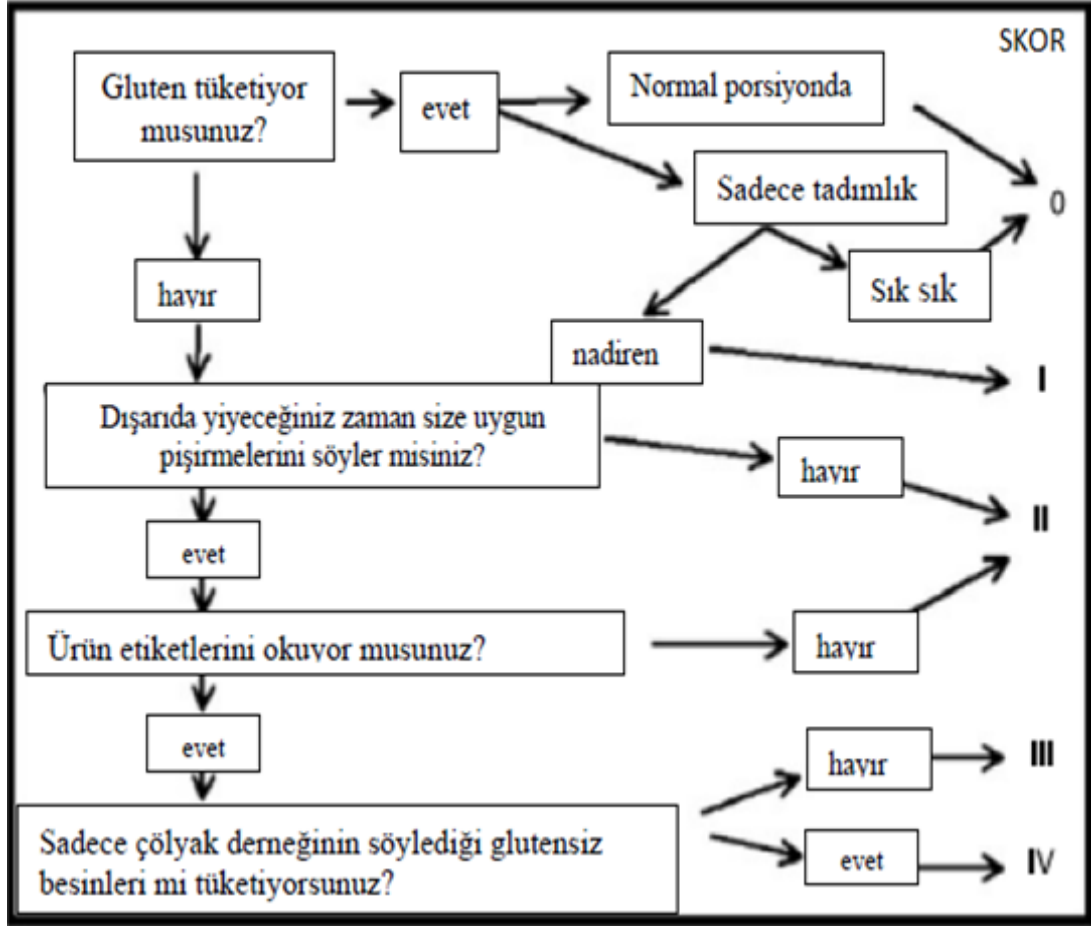 SKOR
Gluten tüketiyor
musunuz?
evet
Normal porsiyonda
Sadece tadımlık
0
Sık sık
hayır
nadiren
I
Dışarıda yiyeceğiniz zaman size uygun
pişirmelerini söyler misiniz?
hayır
II
evet
Ürün etiketlerini okuyor musunuz?
hayır
evet
hayır
III
Sadece çölyak derneğinin söylediği glutensiz
besinleri mi tüketiyorsunuz?
evet
IV